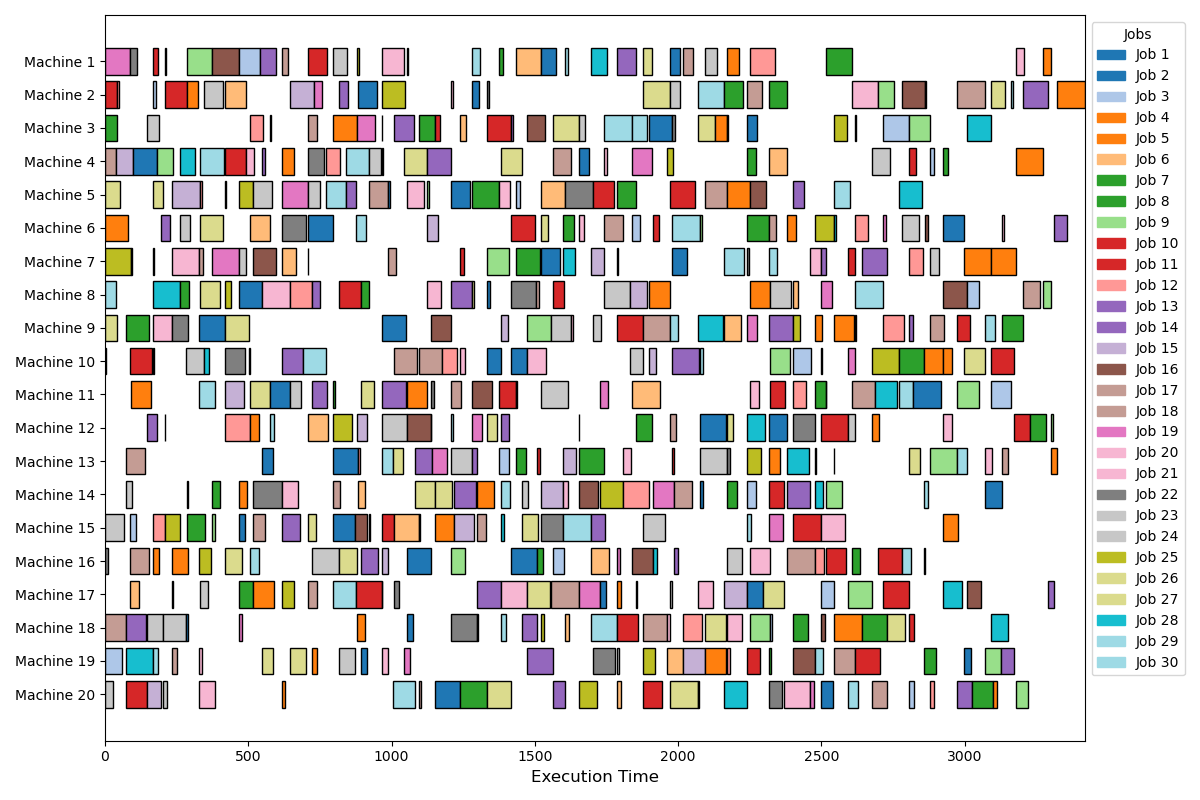 Machine 1
Machine 2
Machine 3
Machine 4
Machine 5
Machine 6
Machine 7
Machine 8
Machine 9
Machine 10
Machine 11
Machine 12
Machine 13
Machine 14
Machine 15
Machine 16
Machine 17
Machine 18
Machine 19
Machine 20
0 500 1000 1500 2000 2500 3000
Execution Time
Jobs
Job 1
Job 2
Job 3
Job 4
Job 5
Job 6
Job 7
Job 8
Job 9
Job 10
Job 11
Job 12
Job 13
Job 14
Job 15
Job 16
Job 17
Job 18
Job 19
Job 20
Job 21
Job 22
Job 23
Job 24
Job 25
Job 26
Job 27
Job 28
Job 29
Job 30